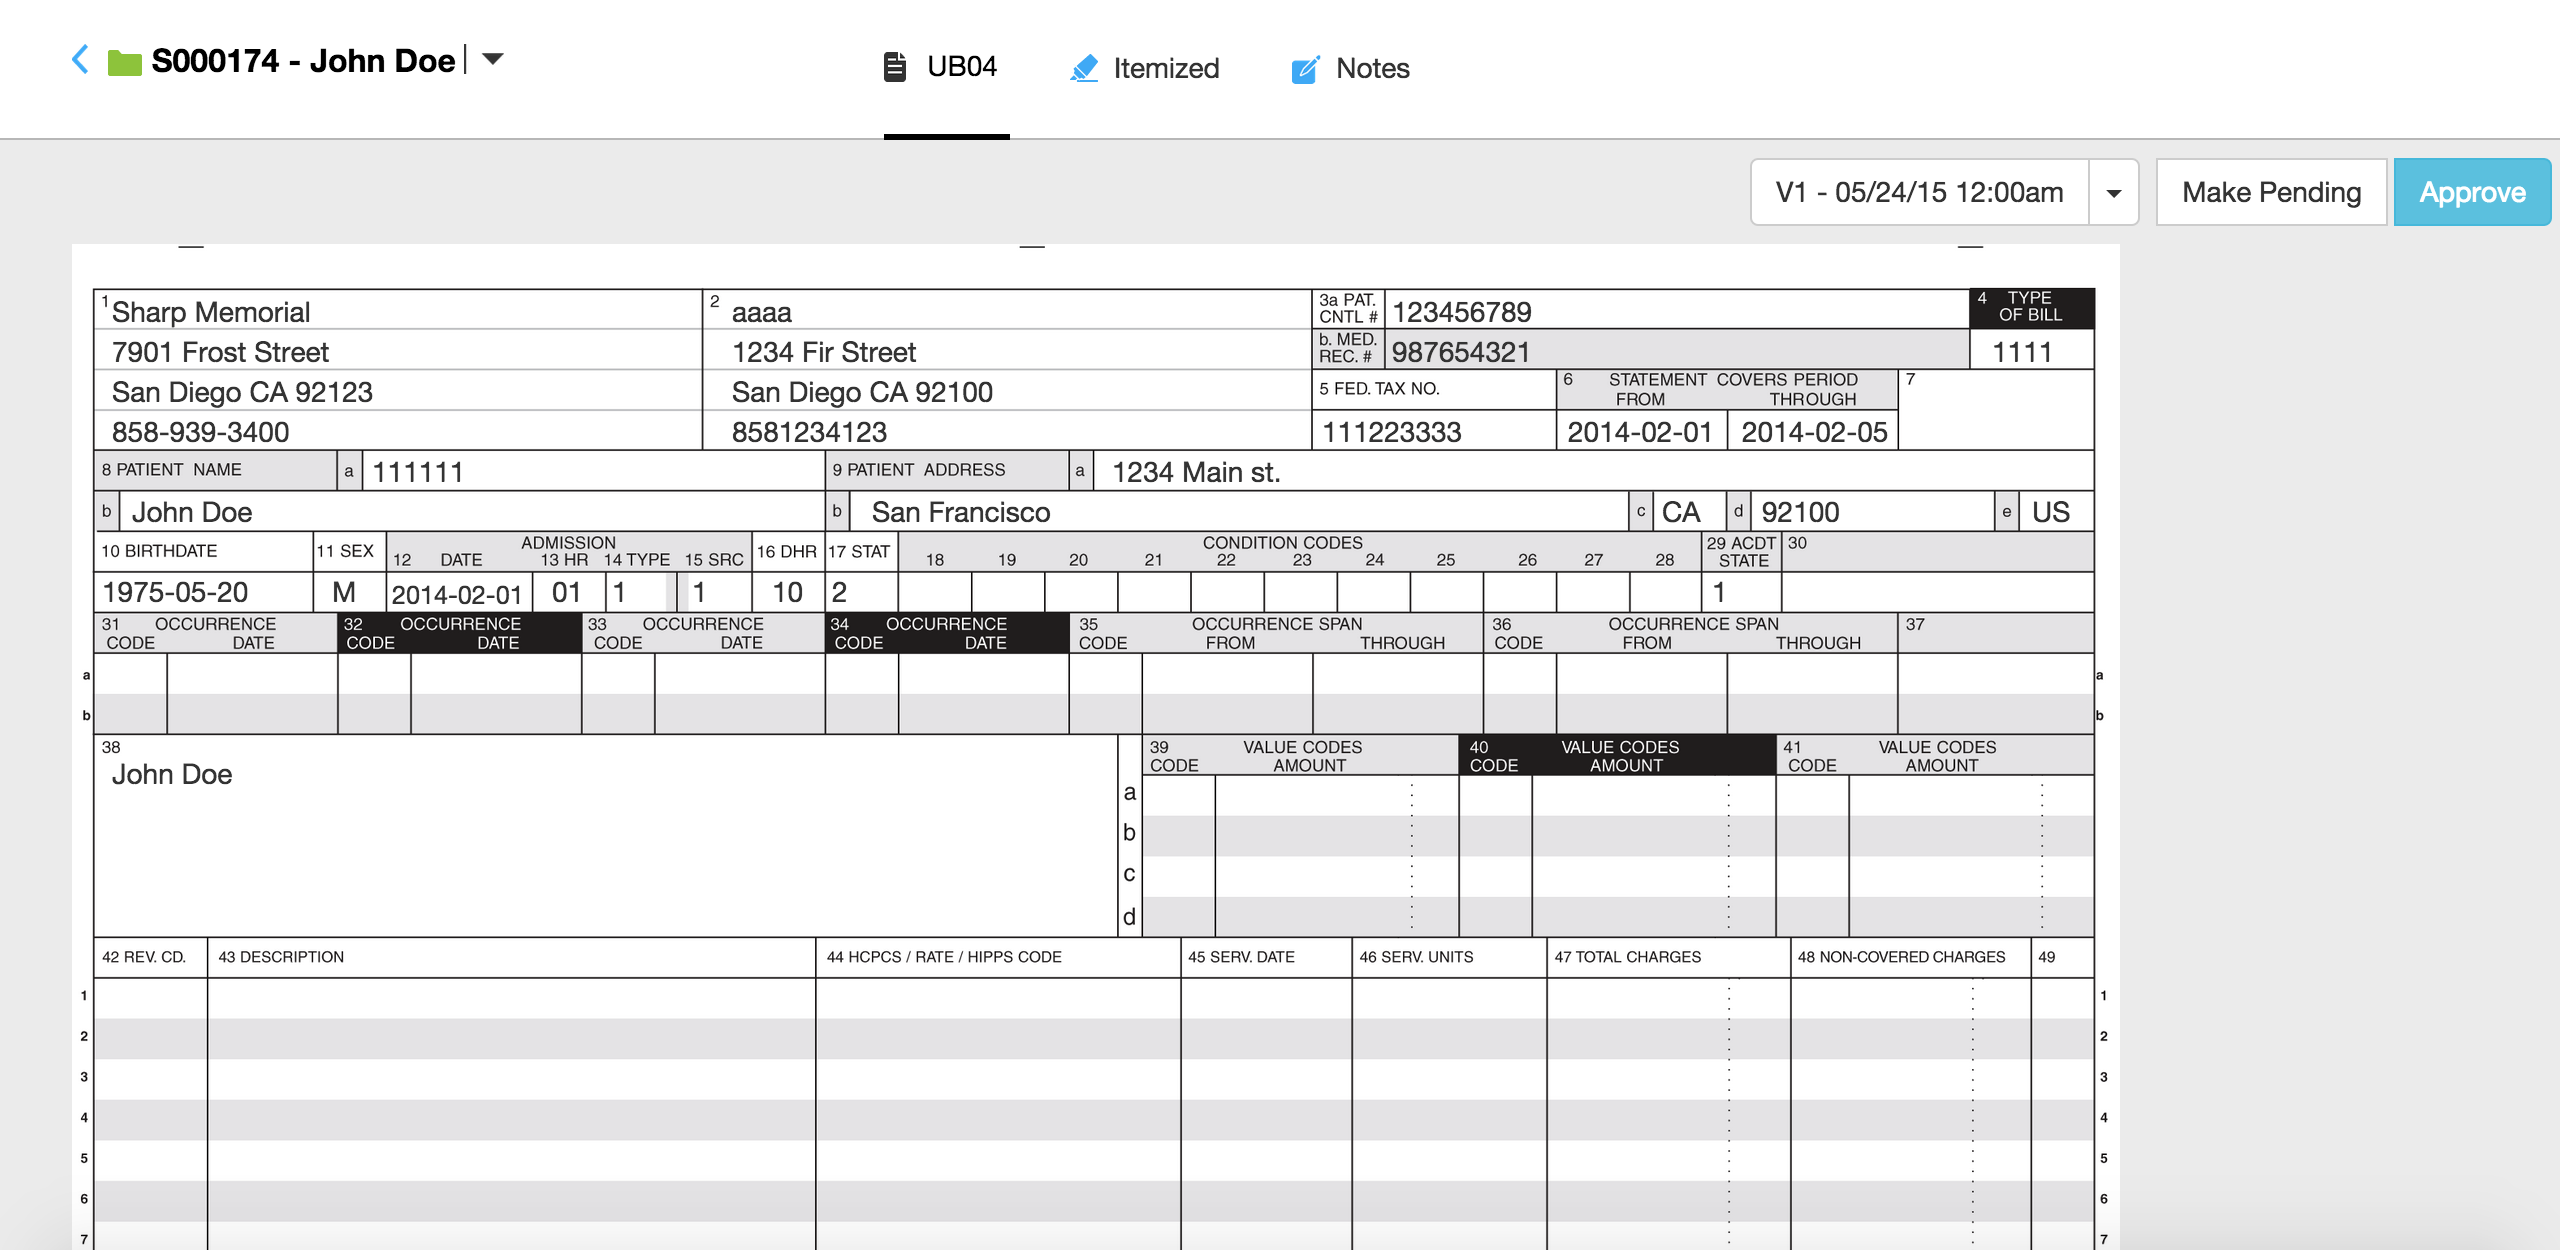 S000174 - John Doe
UB04
Itemized
Notes
V1 - 05/24/15 12:00am
Make Pending
Approve
1 Sharp Memorial
7901 Frost Street
San Diego CA 92123
858-939-3400
2 aaaa
1234 Fir Street
San Diego CA 92100
8581234123
3a PAT. CNTL # 123456789
b. MED. REC. # 987654321
4 TYPE OF BILL
1111
5 FED. TAX NO.
111223333
6 STATEMENT COVERS PERIOD
FROM THROUGH
2014-02-01 2014-02-05
7
8 PATIENT NAME a 111111
9 PATIENT ADDRESS a 1234 Main st.
b John Doe
b San Francisco c CA d 92100 e US
10 BIRTHDATE 11 SEX ADMISSION 16 DHR 17 STAT CONDITION CODES 29 ACDT STATE 30
12 DATE 13 HR 14 TYPE 15 SRC 18 19 20 21 22 23 24 25 26 27 28
1975-05-20 M 2014-02-01 01 1 1 10 2 1
31 OCCURRENCE 32 OCCURRENCE 33 OCCURRENCE 34 OCCURRENCE 35 OCCURRENCE SPAN 36 OCCURRENCE SPAN 37
CODE DATE CODE DATE CODE DATE CODE DATE CODE FROM THROUGH CODE FROM THROUGH
a a
b b
38
John Doe
39 VALUE CODES 40 VALUE CODES 41 VALUE CODES
CODE AMOUNT CODE AMOUNT CODE AMOUNT
a
b
c
d
42 REV. CD. 43 DESCRIPTION 44 HCPCS / RATE / HIPPS CODE 45 SERV. DATE 46 SERV. UNITS 47 TOTAL CHARGES 48 NON-COVERED CHARGES 49
1 1
2 2
3 3
4 4
5 5
6 6
7 7